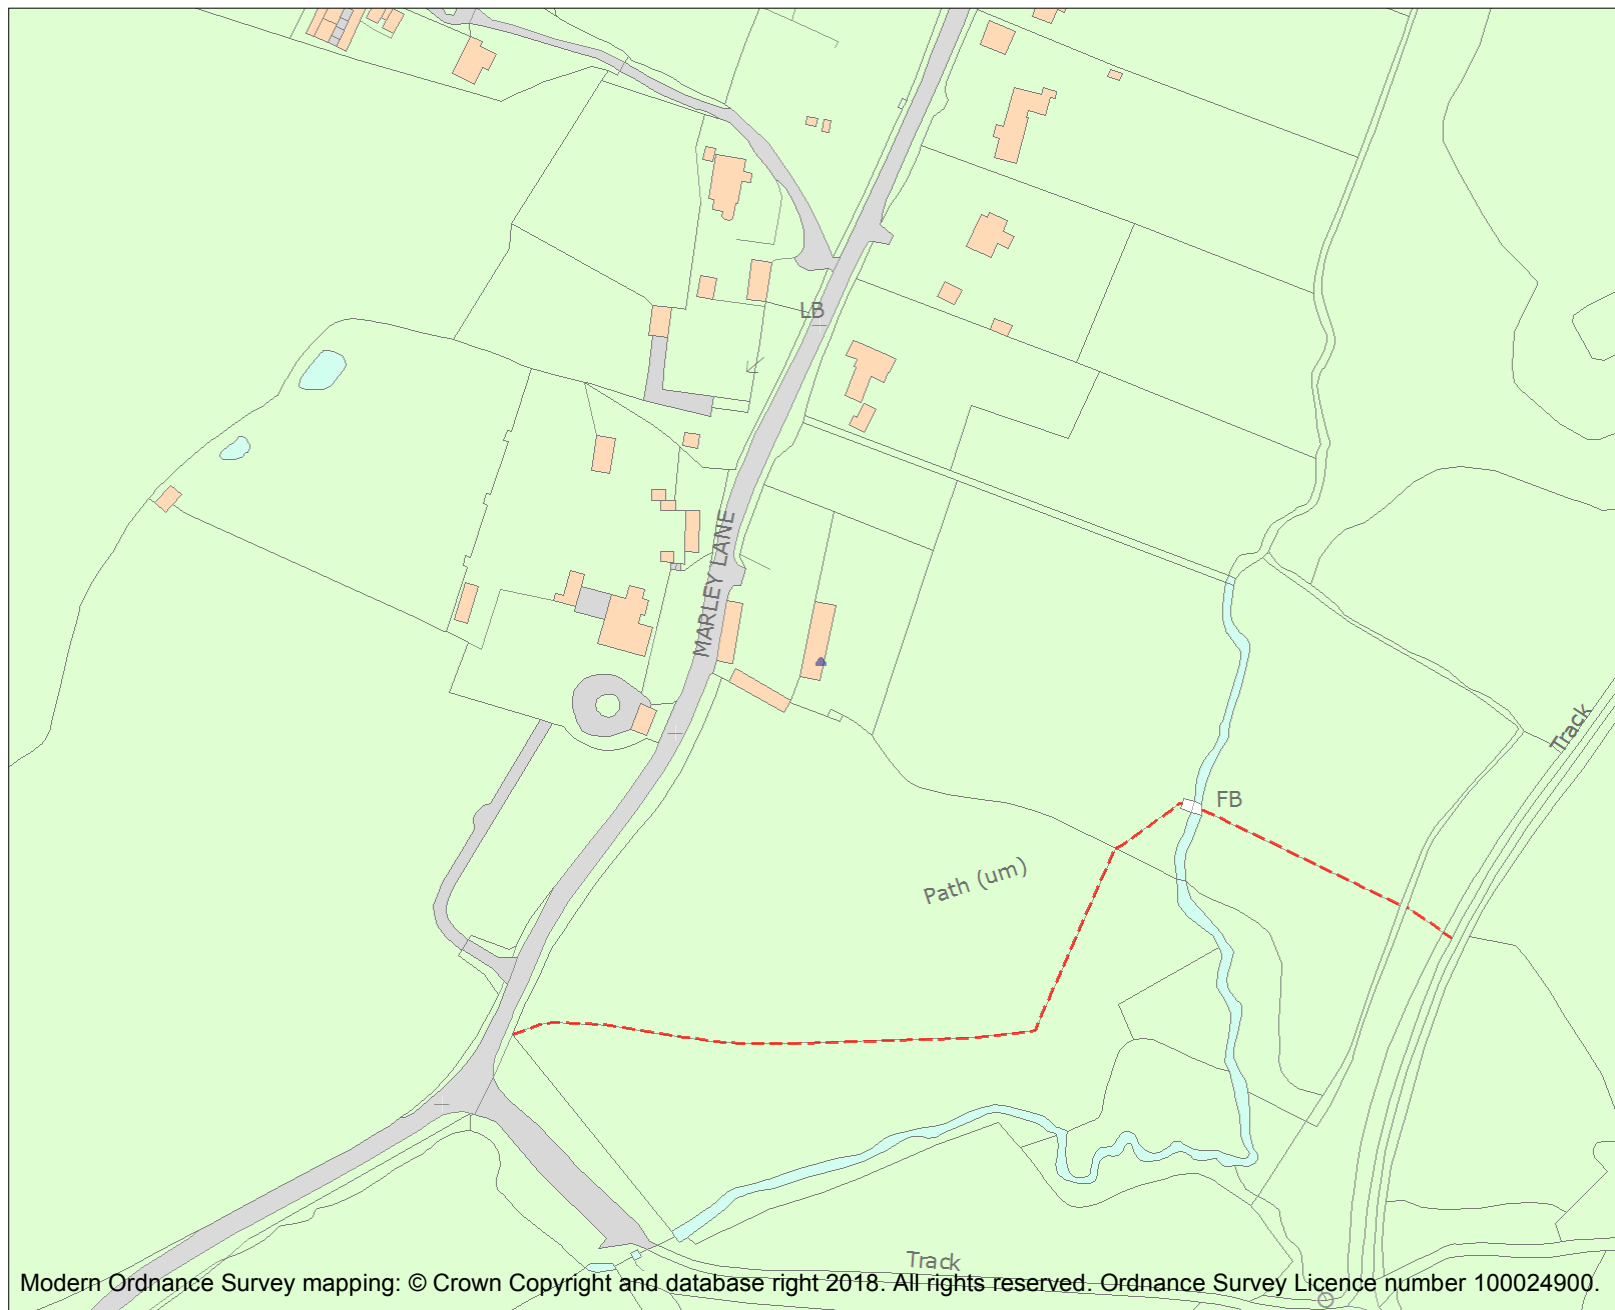 LB
MARLEY LANE
Track
FB
Path (um)
Track
Modern Ordnance Survey mapping: © Crown Copyright and database right 2018. All rights reserved. Ordnance Survey Licence number 100024900.